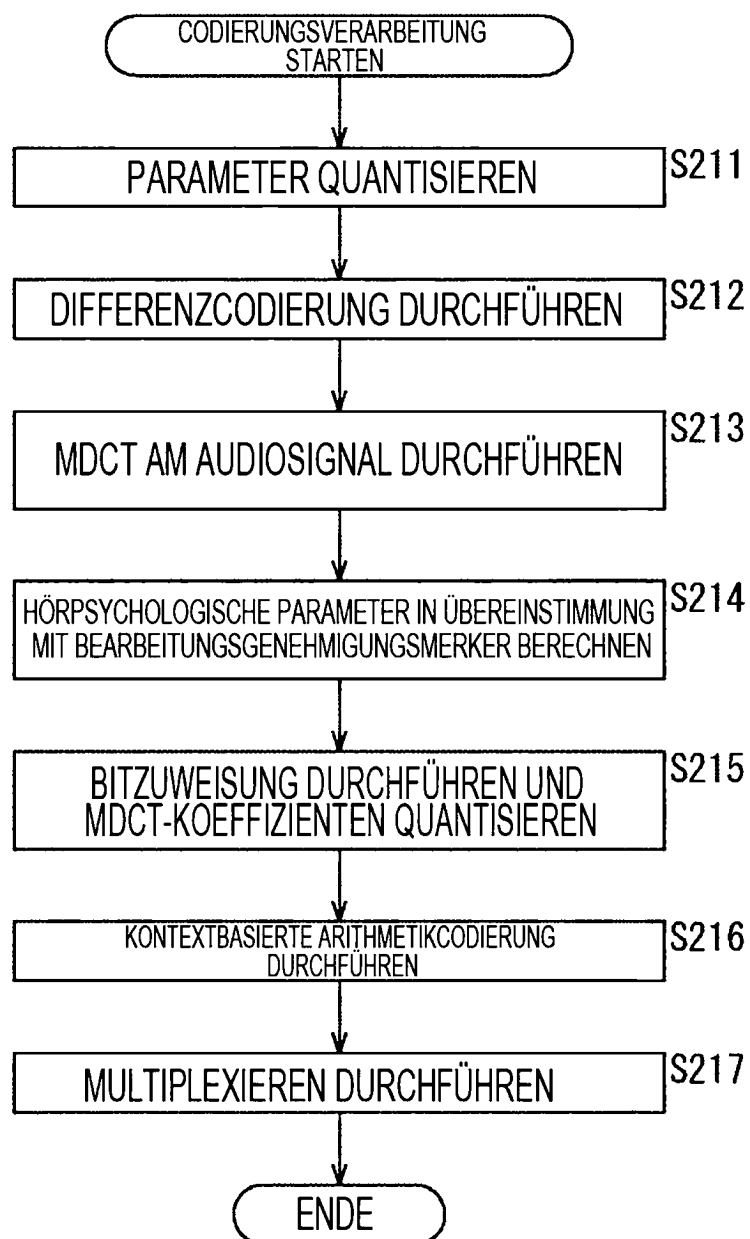 CODIERUNGSVERARBEITUNG
STARTEN
PARAMETER QUANTISIEREN
S211
DIFFERENZCODIERUNG DURCHFÜHREN
S212
MDCT AM AUDIOSIGNAL DURCHFÜHREN
S213
HÖRPSYCHOLOGISCHE PARAMETER IN ÜBEREINSTIMMUNG
MIT BEARBEITUNGSGENEHMIGUNGSMERKER BERECHNEN
S214
BITZUWEISUNG DURCHFÜHREN UND
MDCT-KOEFFIZIENTEN QUANTISIEREN
S215
KONTEXTBASIERTE ARITHMETIKCODIERUNG
DURCHFÜHREN
S216
MULTIPLEXIEREN DURCHFÜHREN
S217
ENDE